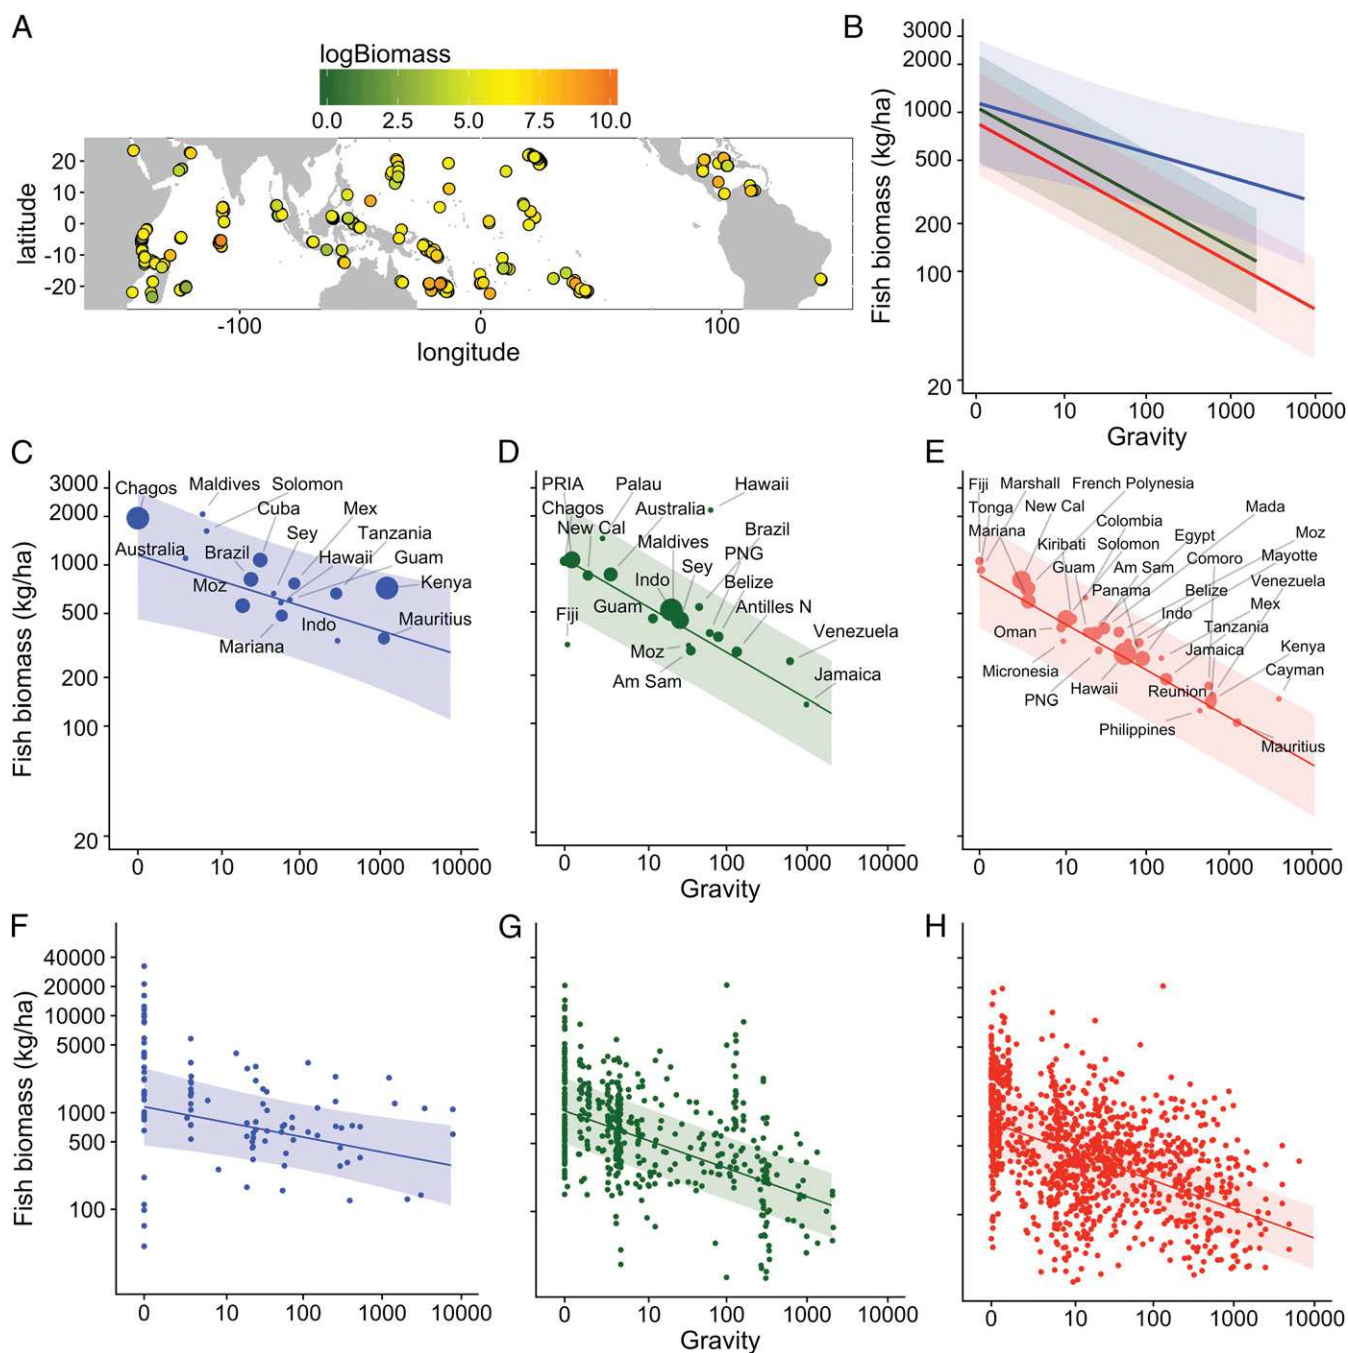 A
logBiomass
0.0 2.5 5.0 7.5 10.0
20
10
0
-10
-20
latitude
-100 0 100
longitude
B
3000
2000
1000
500
200
100
20
Fish biomass (kg/ha)
0 10 100 1000 10000
Gravity
C
3000
2000
1000
500
200
100
20
Fish biomass (kg/ha)
Chagos
Maldives
Solomon
Cuba
Mex
Sey
Tanzania
Australia
Brazil
Hawaii
Guam
Moz
Kenya
Indo
Mauritius
Mariana
0 10 100 1000 10000
D
PRIA
Palau
Hawaii
Chagos
Australia
New Cal
Brazil
Maldives
PNG
Indo
Sey
Belize
Guam
Antilles N
Fiji
Moz
Venezuela
Am Sam
Jamaica
0 10 100 1000 10000
Gravity
E
Fiji
Marshall
French Polynesia
Mada
Tonga
New Cal
Colombia
Mariana
Egypt
Moz
Kiribati
Solomon
Comoro
Mayotte
Guam
Am Sam
Venezuela
Panama
Belize
Indo
Mex
Oman
Tanzania
Micronesia
Jamaica
Kenya
Hawaii
Reunion
Cayman
PNG
Philippines
Mauritius
0 10 100 1000 10000
F
40000
20000
10000
5000
1000
500
100
Fish biomass (kg/ha)
0 10 100 1000 10000
G
0 10 100 1000 10000
Gravity
H
0 10 100 1000 10000